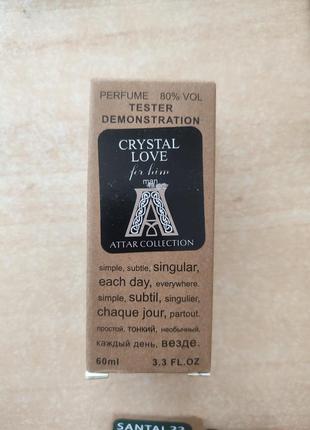 PERFUME 80% VOL
TESTER
DEMONSTRATION
CRYSTAL
LOVE
for him
man
A
ATTAR COLLECTION
simple, subtle, singular,
each day, everywhere.
simple, subtil, singulier,
chaque jour, partout.
простой, тонкий, необычный,
каждый день, везде.
60ml 3.3 FL.OZ
SANTAL 33